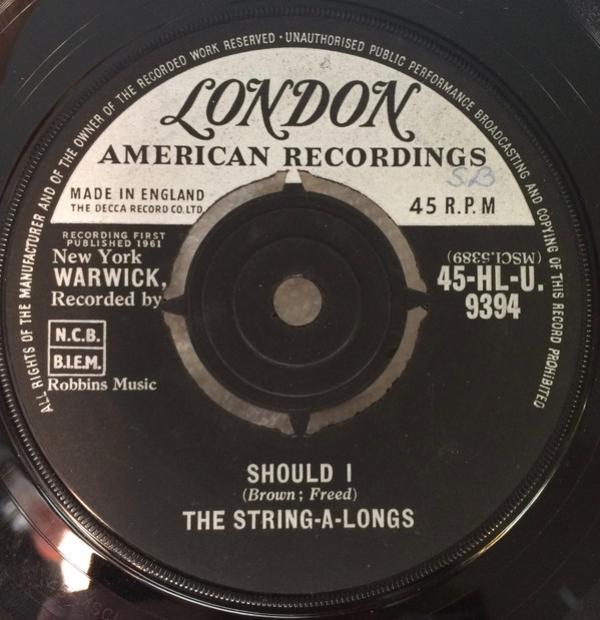 ALL RIGHTS OF THE MANUFACTURER AND OF THE OWNER OF THE RECORDED WORK RESERVED · UNAUTHORISED PUBLIC PERFORMANCE BROADCASTING AND COPYING OF THIS RECORD PROHIBITED
LONDON
AMERICAN RECORDINGS
SB
MADE IN ENGLAND
THE DECCA RECORD CO. LTD.
45 R.P.M
RECORDING FIRST
PUBLISHED 1961
New York
WARWICK,
Recorded by
(MSCI.5389)
45-HL-U.
9394
N.C.B.
B.I.E.M.
Robbins Music
SHOULD I
(Brown ; Freed)
THE STRING-A-LONGS